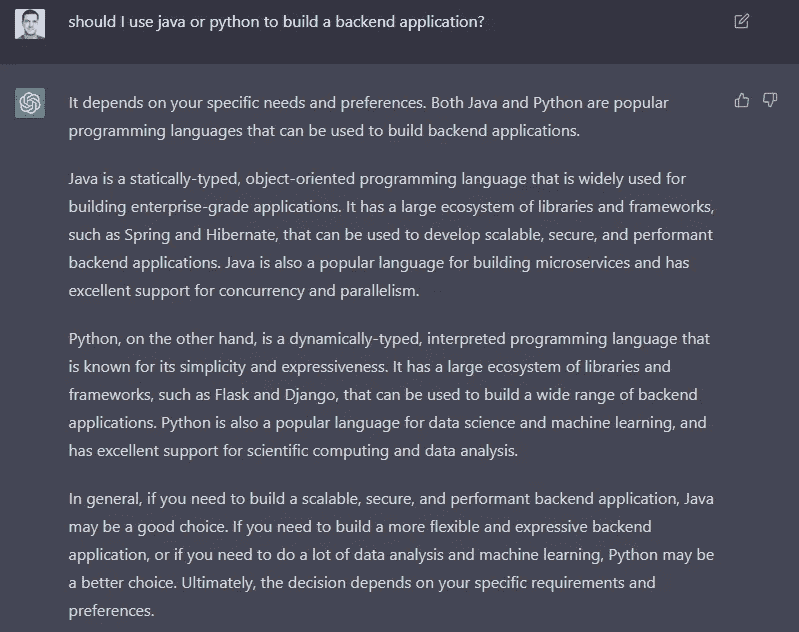 should I use java or python to build a backend application?
It depends on your specific needs and preferences. Both Java and Python are popular
programming languages that can be used to build backend applications.
Java is a statically-typed, object-oriented programming language that is widely used for
building enterprise-grade applications. It has a large ecosystem of libraries and frameworks,
such as Spring and Hibernate, that can be used to develop scalable, secure, and performant
backend applications. Java is also a popular language for building microservices and has
excellent support for concurrency and parallelism.
Python, on the other hand, is a dynamically-typed, interpreted programming language that
is known for its simplicity and expressiveness. It has a large ecosystem of libraries and
frameworks, such as Flask and Django, that can be used to build a wide range of backend
applications. Python is also a popular language for data science and machine learning, and
has excellent support for scientific computing and data analysis.
In general, if you need to build a scalable, secure, and performant backend application, Java
may be a good choice. If you need to build a more flexible and expressive backend
application, or if you need to do a lot of data analysis and machine learning, Python may be
a better choice. Ultimately, the decision depends on your specific requirements and
preferences.